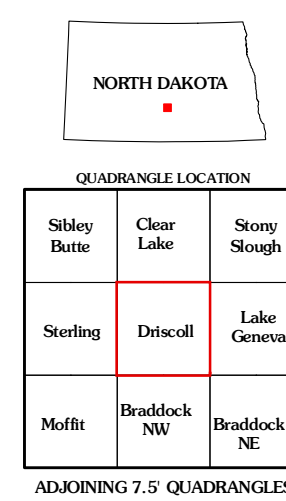 NORTH DAKOTA
QUADRANGLE LOCATION
Sibley
Butte
Clear
Lake
Stony
Slough
Sterling
Driscoll
Lake
Geneva
Moffit
Braddock
NW
Braddock
NE
ADJOINING 7.5' QUADRANGLES